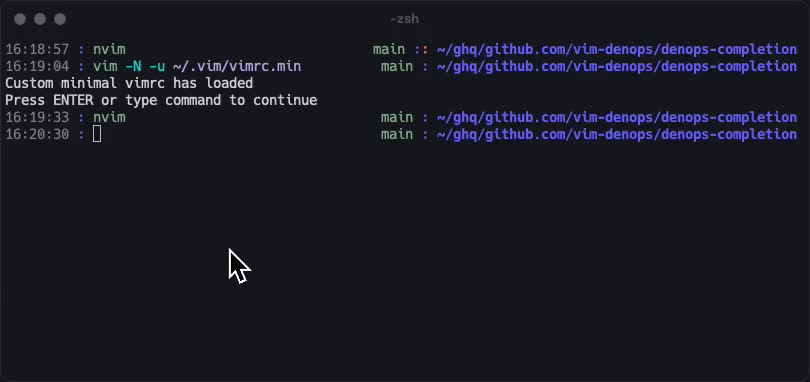 -zsh
16:18:57 : nvim main :: ~/ghq/github.com/vim-denops/denops-completion
16:19:04 : vim -N -u ~/.vim/vimrc.min main : ~/ghq/github.com/vim-denops/denops-completion
Custom minimal vimrc has loaded
Press ENTER or type command to continue
16:19:33 : nvim main : ~/ghq/github.com/vim-denops/denops-completion
16:20:30 : main : ~/ghq/github.com/vim-denops/denops-completion